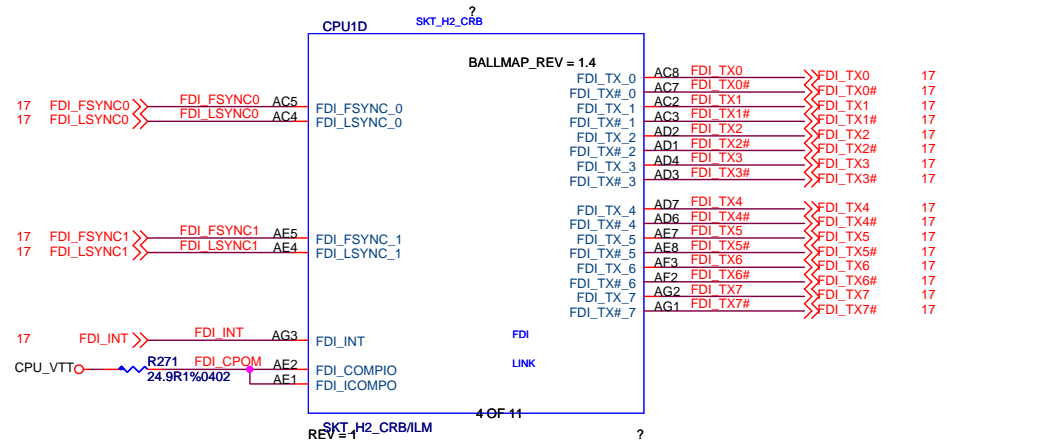 ?
CPU1D
SKT_H2_CRB
BALLMAP_REV = 1.4
17 FDI_FSYNC0 FDI_FSYNC0 AC5 FDI_FSYNC_0
17 FDI_LSYNC0 FDI_LSYNC0 AC4 FDI_LSYNC_0
FDI_TX_0 AC8 FDI_TX0 FDI_TX0 17
FDI_TX#_0 AC7 FDI_TX0# FDI_TX0# 17
FDI_TX_1 AC2 FDI_TX1 FDI_TX1 17
FDI_TX#_1 AC3 FDI_TX1# FDI_TX1# 17
FDI_TX_2 AD2 FDI_TX2 FDI_TX2 17
FDI_TX#_2 AD1 FDI_TX2# FDI_TX2# 17
FDI_TX_3 AD4 FDI_TX3 FDI_TX3 17
FDI_TX#_3 AD3 FDI_TX3# FDI_TX3# 17
17 FDI_FSYNC1 FDI_FSYNC1 AE5 FDI_FSYNC_1
17 FDI_LSYNC1 FDI_LSYNC1 AE4 FDI_LSYNC_1
FDI_TX_4 AD7 FDI_TX4 FDI_TX4 17
FDI_TX#_4 AD6 FDI_TX4# FDI_TX4# 17
FDI_TX_5 AE7 FDI_TX5 FDI_TX5 17
FDI_TX#_5 AE8 FDI_TX5# FDI_TX5# 17
FDI_TX_6 AF3 FDI_TX6 FDI_TX6 17
FDI_TX#_6 AF2 FDI_TX6# FDI_TX6# 17
FDI_TX_7 AG2 FDI_TX7 FDI_TX7 17
FDI_TX#_7 AG1 FDI_TX7# FDI_TX7# 17
17 FDI_INT FDI_INT AG3 FDI_INT
FDI
CPU_VTT R271 FDI_CPOM AE2 FDI_COMPIO
24.9R1%0402 AE1 FDI_ICOMPO
LINK
4 OF 11
SKT_H2_CRB/ILM
REV = 1
?